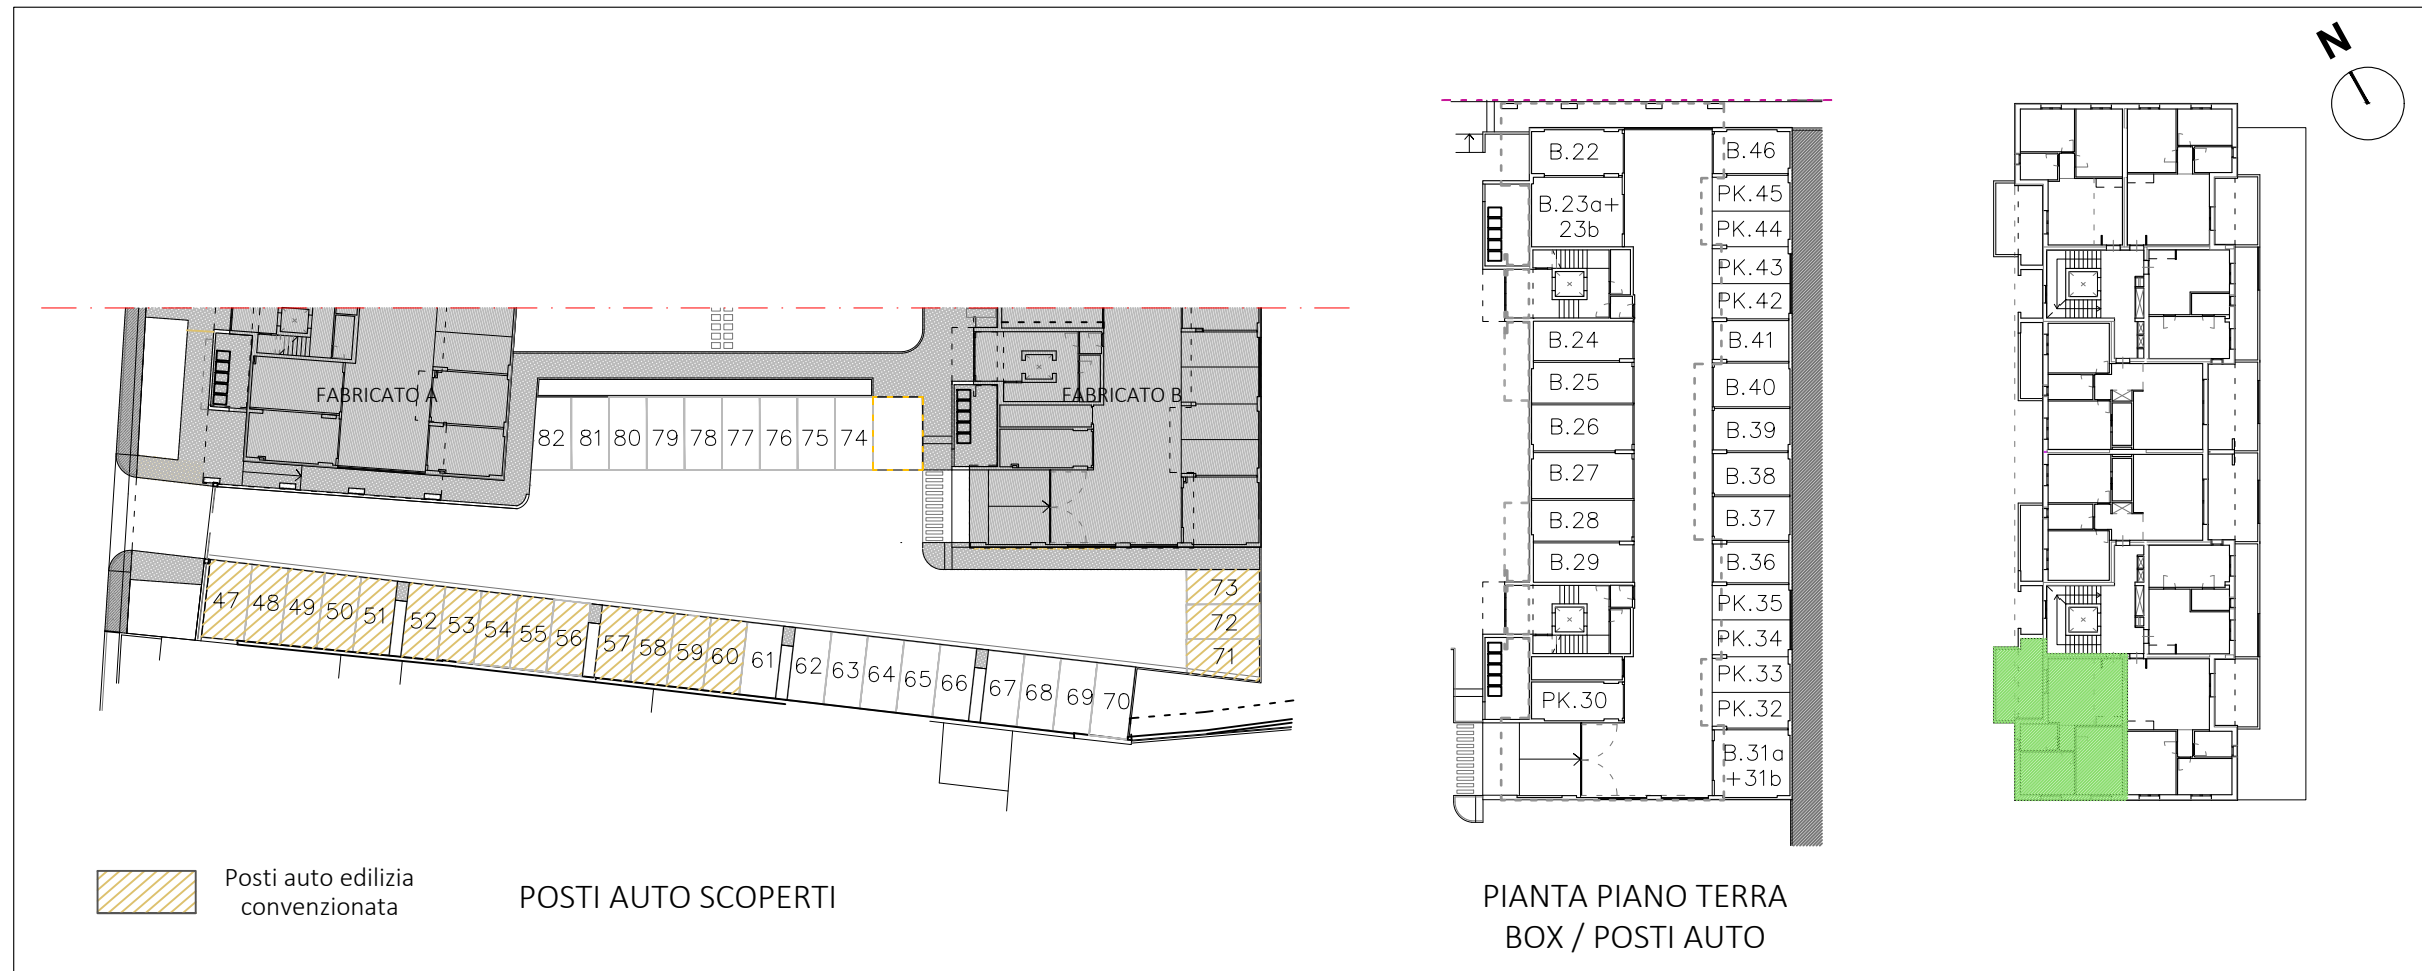 N
FABRICATO A
FABRICATO B
82 81 80 79 78 77 76 75 74
47 48 49 50 51 52 53 54 55 56 57 58 59 60 61 62 63 64 65 66 67 68 69 70
73
72
71
Posti auto edilizia
convenzionata
POSTI AUTO SCOPERTI
B.22
B.23a+
23b
B.24
B.25
B.26
B.27
B.28
B.29
PK.30
B.46
PK.45
PK.44
PK.43
PK.42
B.41
B.40
B.39
B.38
B.37
B.36
PK.35
PK.34
PK.33
PK.32
B.31a
+31b
PIANTA PIANO TERRA
BOX / POSTI AUTO